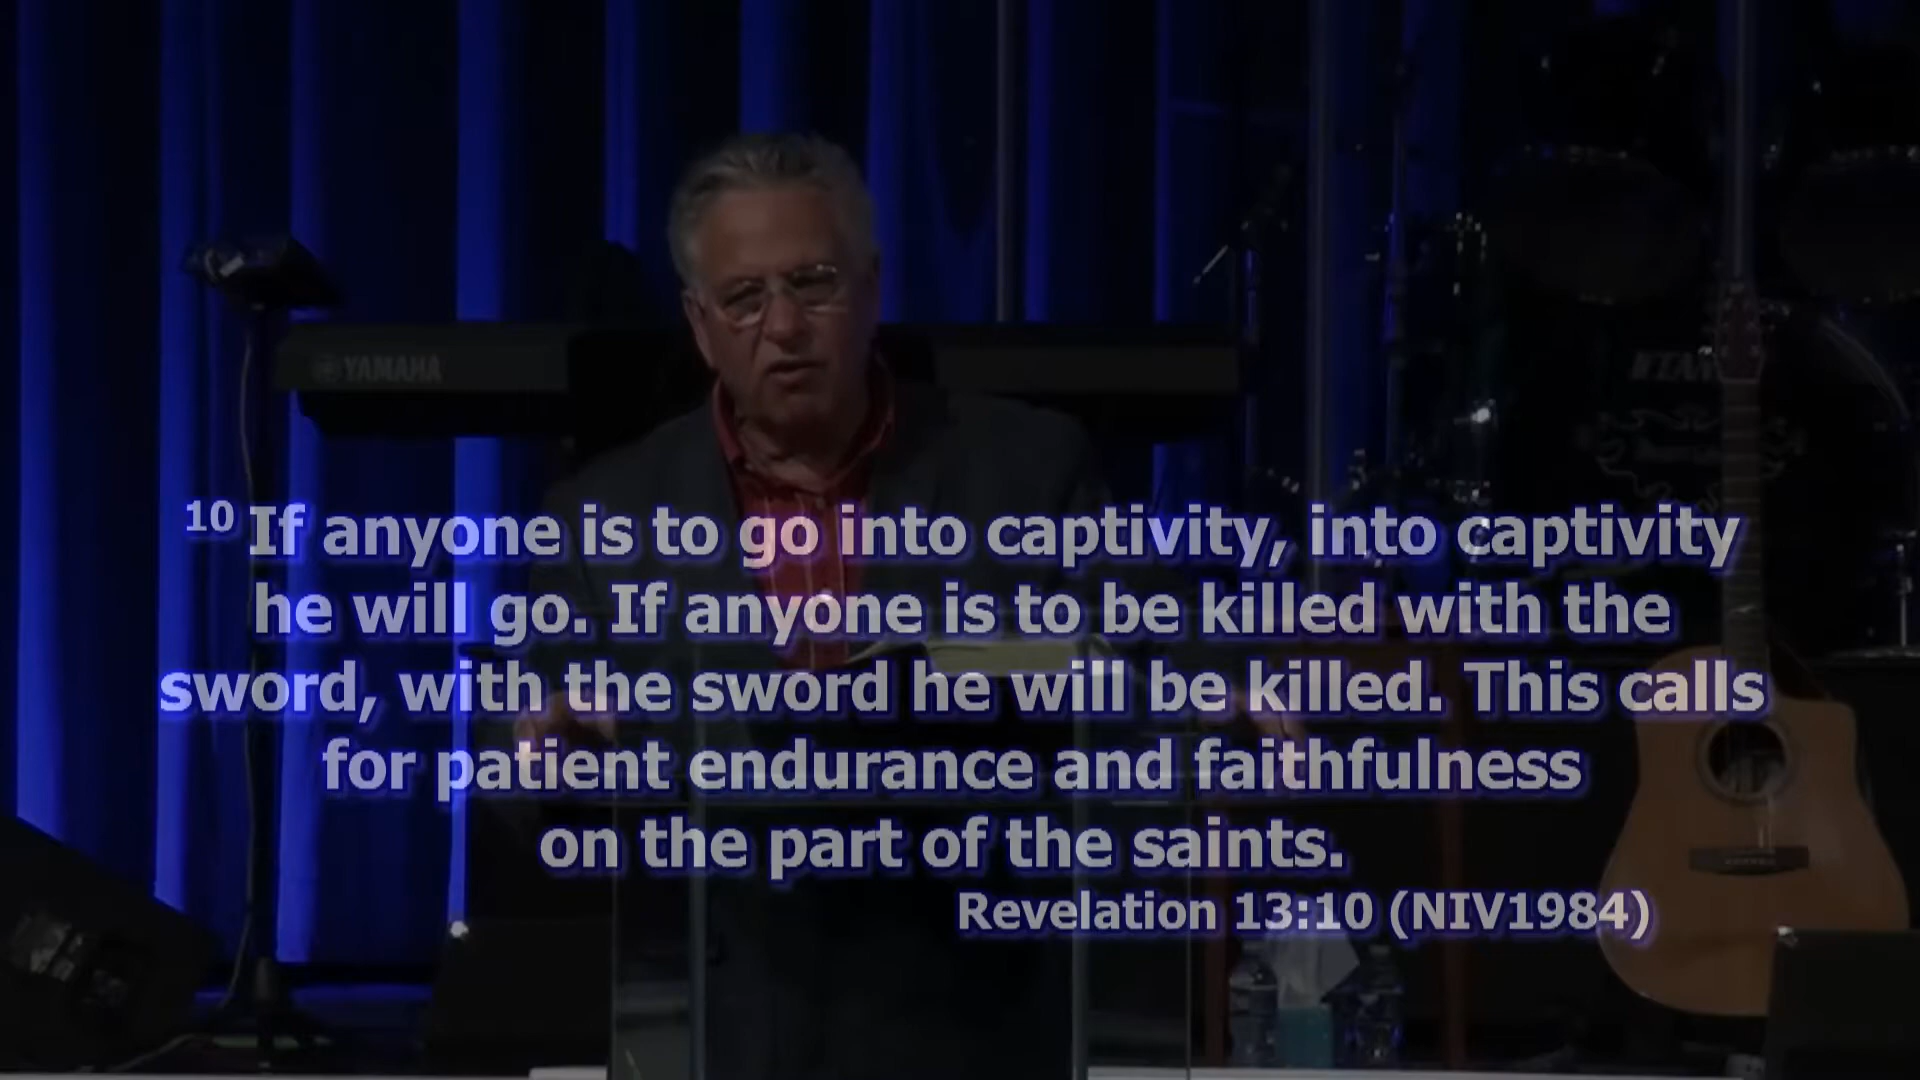 YAMAHA
10 If anyone is to go into captivity, into captivity
he will go. If anyone is to be killed with the
sword, with the sword he will be killed. This calls
for patient endurance and faithfulness
on the part of the saints.
Revelation 13:10 (NIV1984)